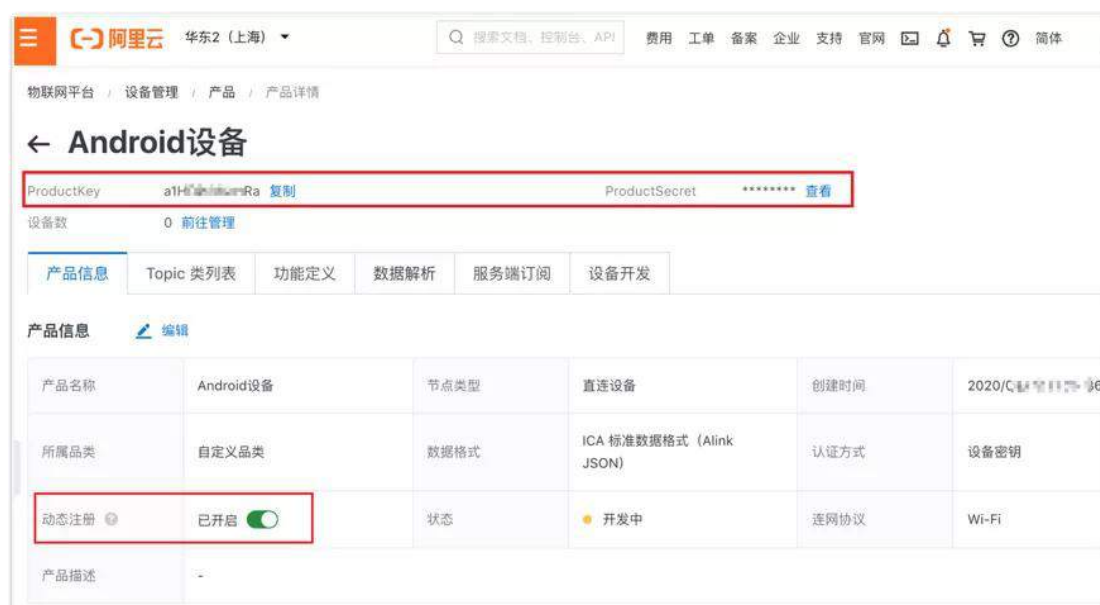 阿里云 华东2（上海） 搜索文档、控制台、API 费用 工单 备案 企业 支持 官网 简体
物联网平台 / 设备管理 / 产品 / 产品详情
← Android设备
ProductKey a1H Ra 复制 ProductSecret ******** 查看
设备数 0 前往管理
产品信息 Topic 类列表 功能定义 数据解析 服务端订阅 设备开发
产品信息 编辑
产品名称 Android设备 节点类型 直连设备 创建时间 2020/
所属品类 自定义品类 数据格式 ICA 标准数据格式（Alink
JSON） 认证方式 设备密钥
动态注册 已开启 状态 开发中 连网协议 Wi-Fi
产品描述 -